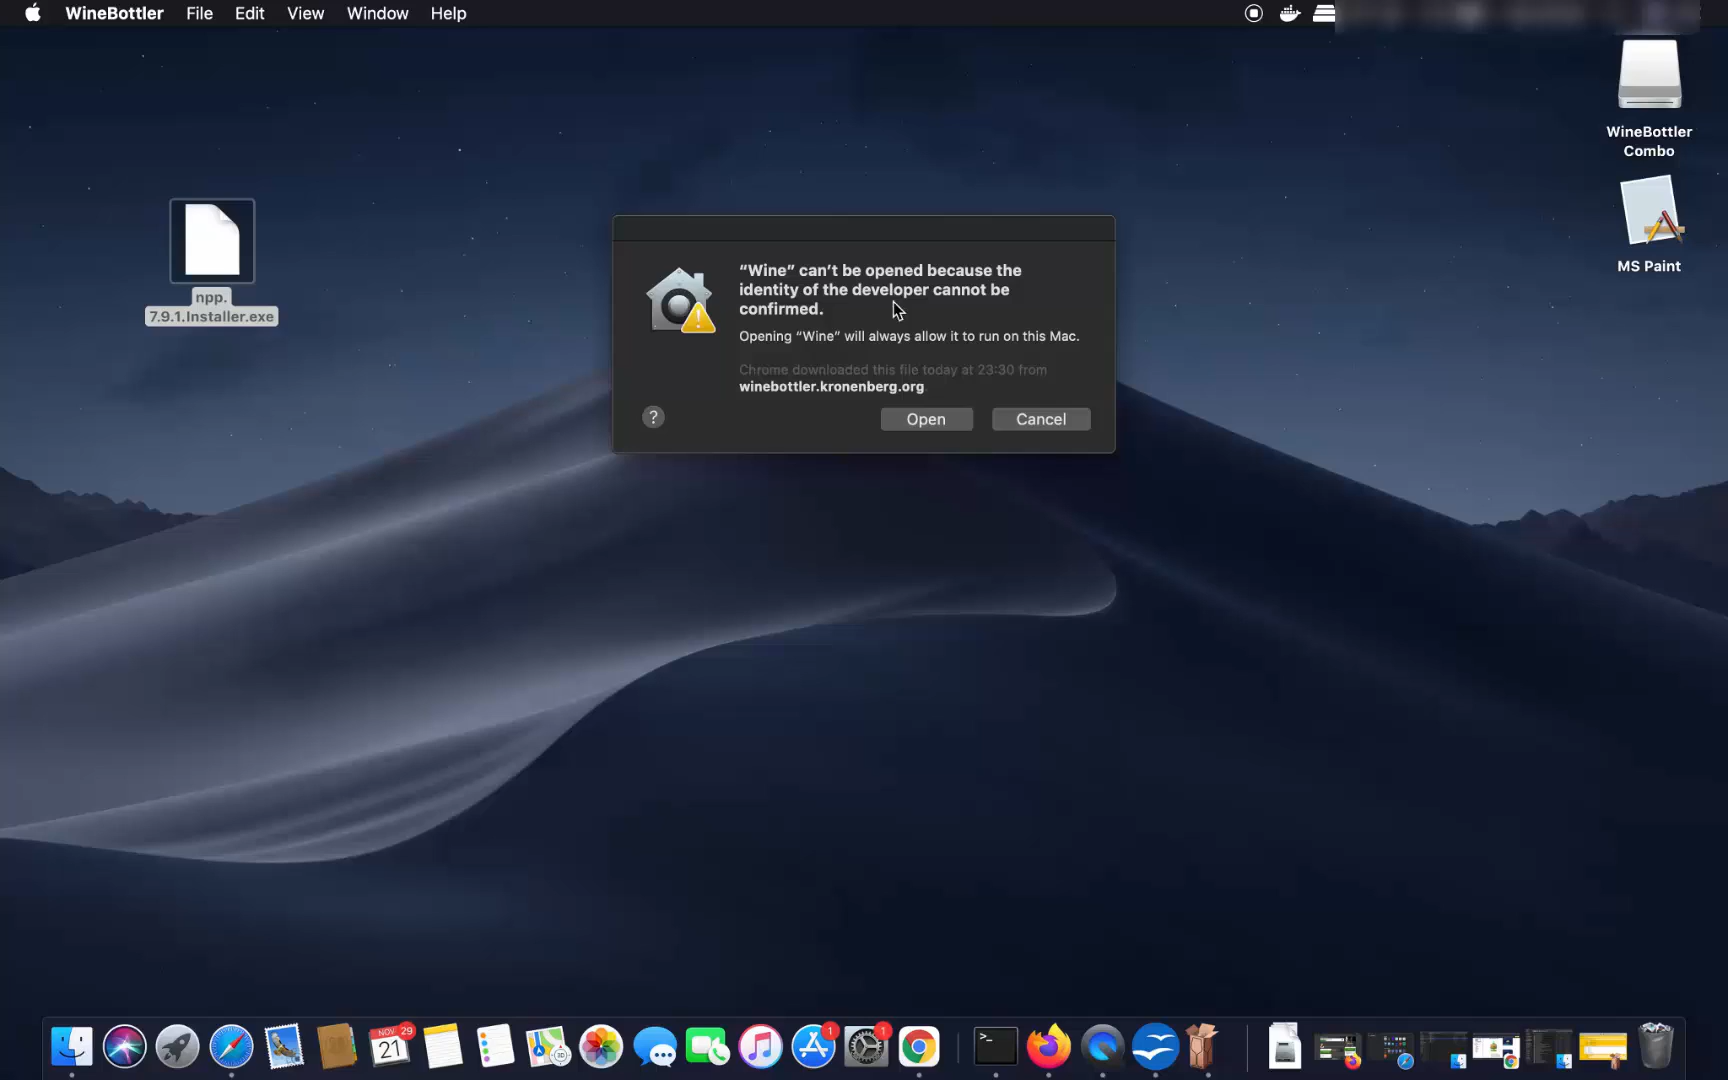 WineBottler File Edit View Window Help
WineBottler
Combo
MS Paint
npp.
7.9.1.Installer.exe
“Wine” can’t be opened because the
identity of the developer cannot be
confirmed.
Opening “Wine” will always allow it to run on this Mac.
Chrome downloaded this file today at 23:30 from
winebottler.kronenberg.org.
?
Open Cancel
NOV 29
21
3D
1
1
>_